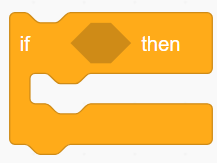 if then